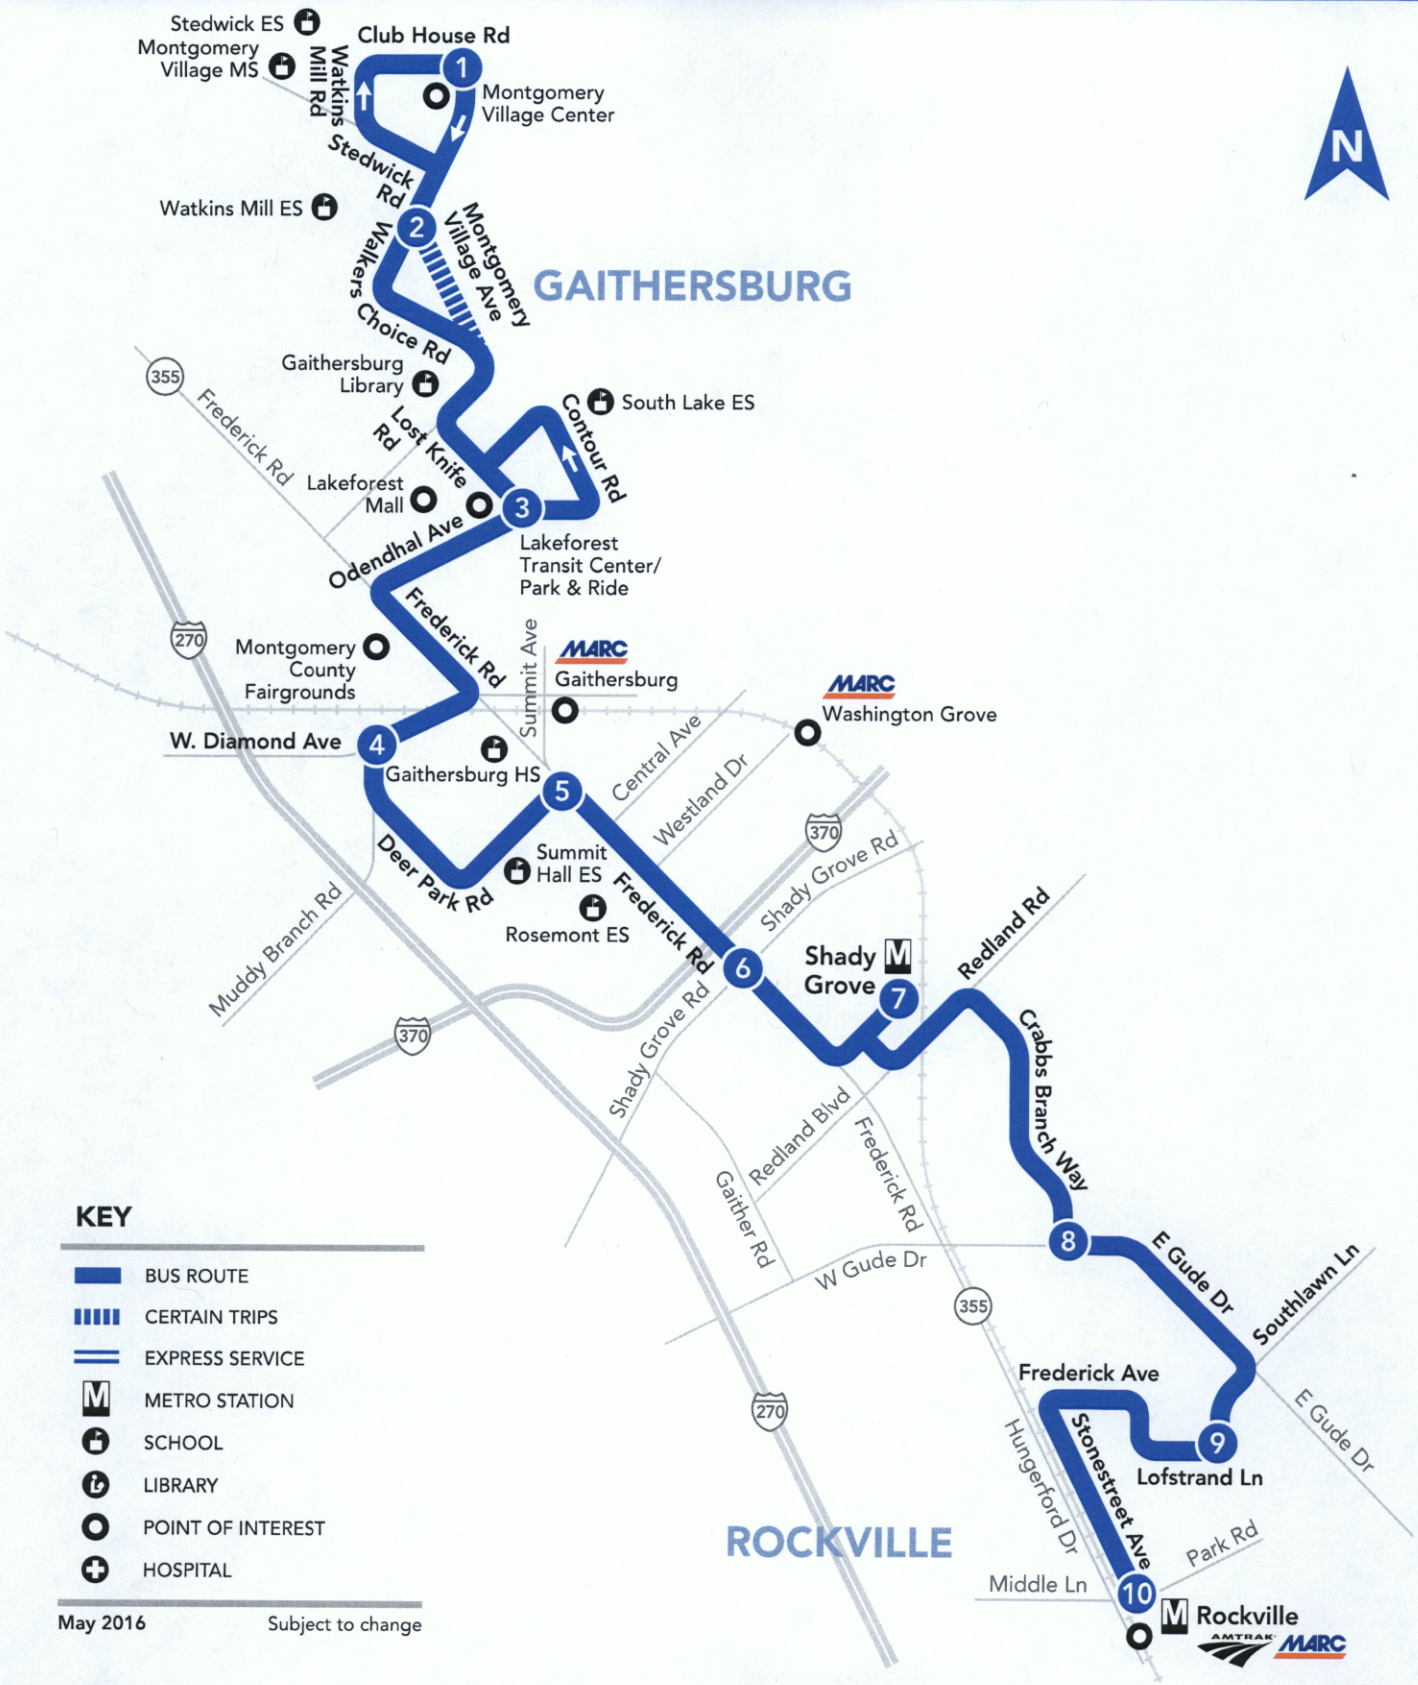 Stedwick ES
Montgomery
Village MS
Watkins
Mill Rd
Club House Rd
1
Montgomery
Village Center
N
Stedwick
Rd
Watkins Mill ES
2
Walkers
Choice Rd
Montgomery
Village Ave
GAITHERSBURG
Gaithersburg
Library
355
Frederick Rd
Lost Knife
Rd
Contour Rd
South Lake ES
Lakeforest
Mall
3
Odendhal Ave
Lakeforest
Transit Center/
Park & Ride
Frederick Rd
270
Montgomery
County
Fairgrounds
Summit Ave
MARC
Gaithersburg
MARC
Washington Grove
W. Diamond Ave
4
Gaithersburg HS
5
Central Ave
Westland Dr
370
Shady Grove Rd
Deer Park Rd
Summit
Hall ES
Rosemont ES
Frederick Rd
Muddy Branch Rd
6
Shady
Grove
M
7
Redland Rd
370
Shady Grove Rd
Crabbs Branch Way
Redland Blvd
Frederick Rd
Gaither Rd
W Gude Dr
8
E Gude Dr
Southlawn Ln
355
Frederick Ave
E Gude Dr
270
Hungerford Dr
Stonestreet Ave
9
Lofstrand Ln
ROCKVILLE
Park Rd
Middle Ln
10
M
Rockville
AMTRAK
MARC
KEY
BUS ROUTE
CERTAIN TRIPS
EXPRESS SERVICE
M
METRO STATION
SCHOOL
LIBRARY
POINT OF INTEREST
HOSPITAL
May 2016
Subject to change